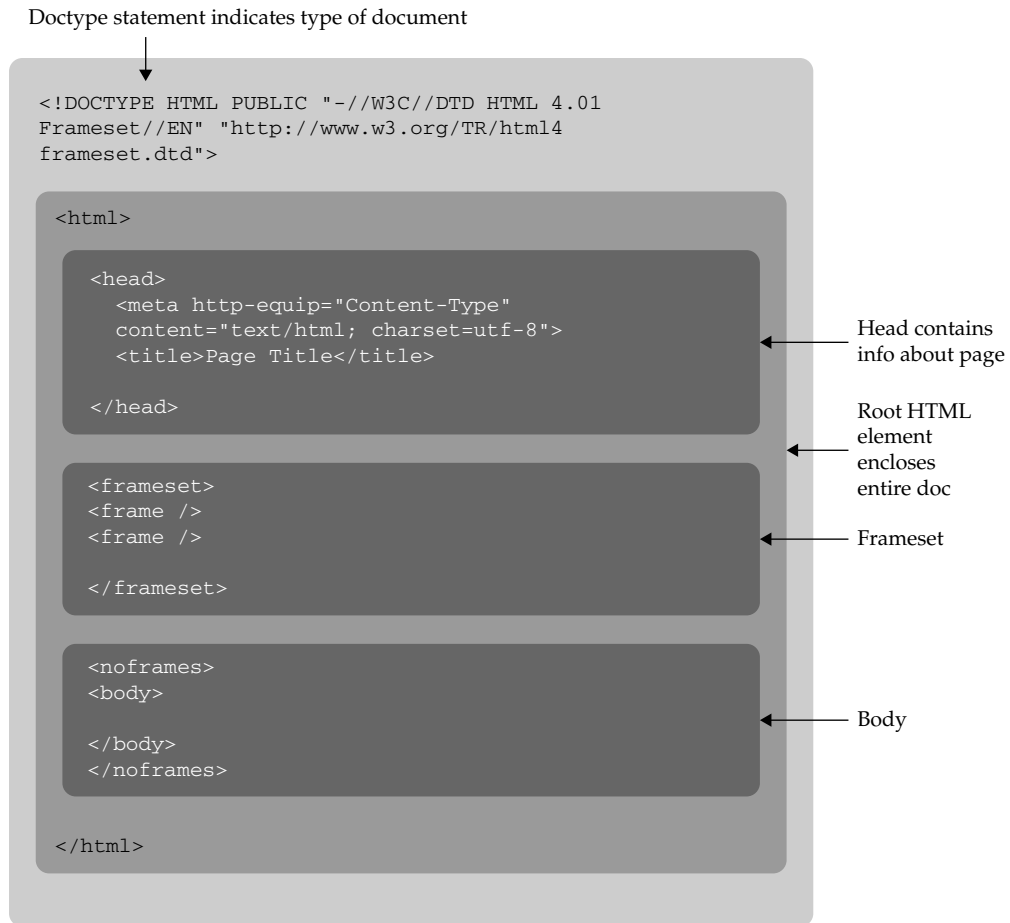 Doctype statement indicates type of document
<!DOCTYPE HTML PUBLIC "-//W3C//DTD HTML 4.01
Frameset//EN" "http://www.w3.org/TR/html4
frameset.dtd">
<html>
<head>
<meta http-equip="Content-Type"
content="text/html; charset=utf-8">
<title>Page Title</title>
</head>
Head contains
info about page
Root HTML
element
encloses
entire doc
<frameset>
<frame />
<frame />
</frameset>
Frameset
<noframes>
<body>
</body>
</noframes>
Body
</html>